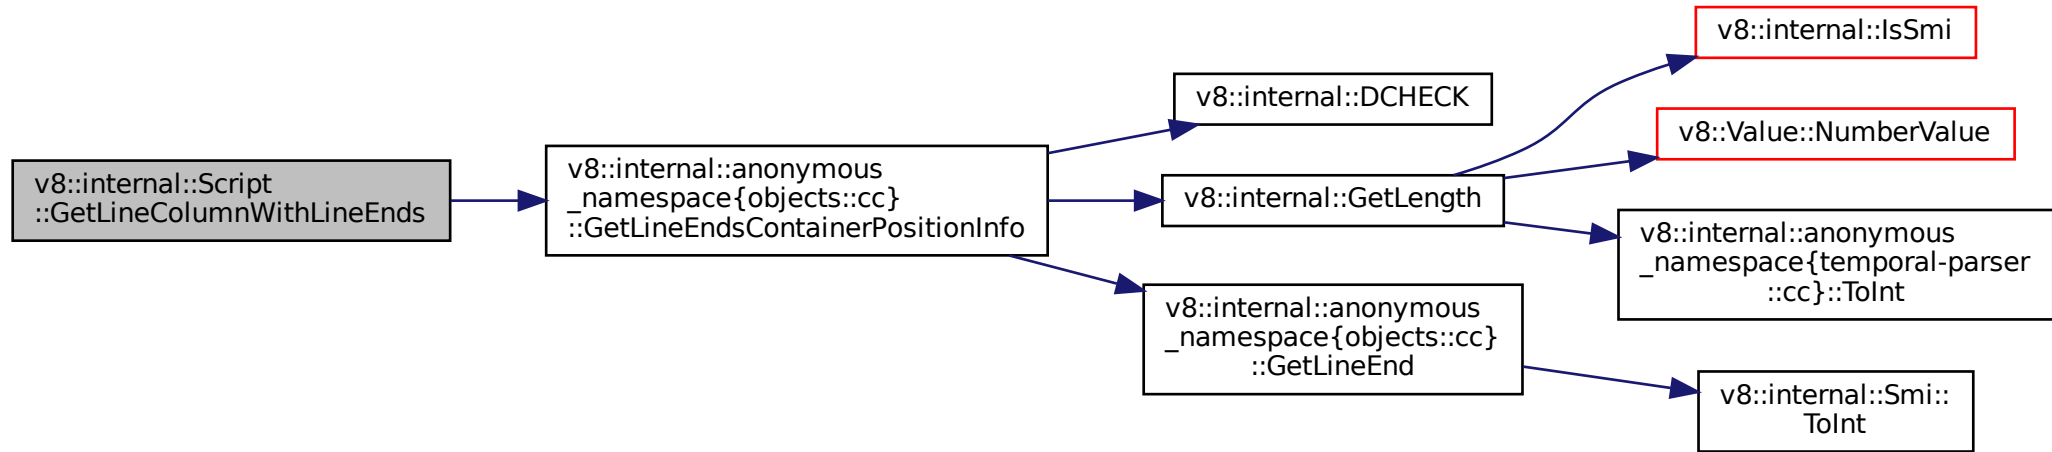 v8::internal::Script
::GetLineColumnWithLineEnds
v8::internal::anonymous
_namespace{objects::cc}
::GetLineEndsContainerPositionInfo
v8::internal::DCHECK
v8::internal::GetLength
v8::internal::IsSmi
v8::Value::NumberValue
v8::internal::anonymous
_namespace{temporal-parser
::cc}::ToInt
v8::internal::anonymous
_namespace{objects::cc}
::GetLineEnd
v8::internal::Smi::
ToInt